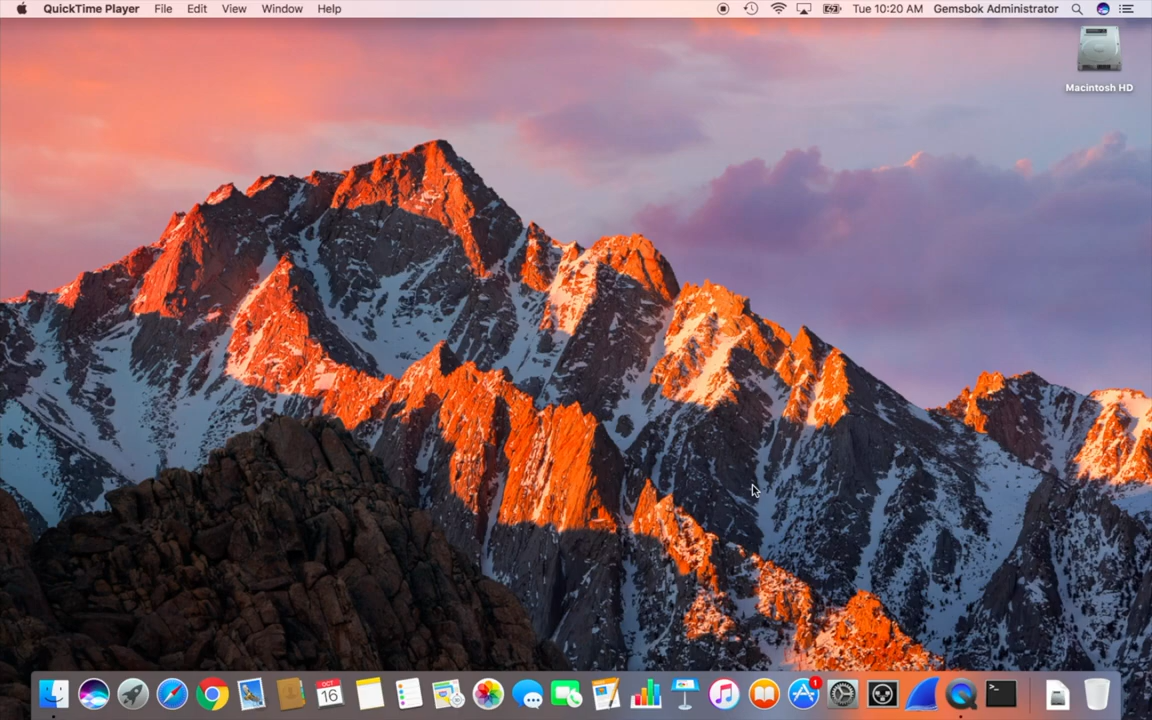 QuickTime Player File Edit View Window Help Tue 10:20 AM Gemsbok Administrator
Macintosh HD
OCT
16
1
>_